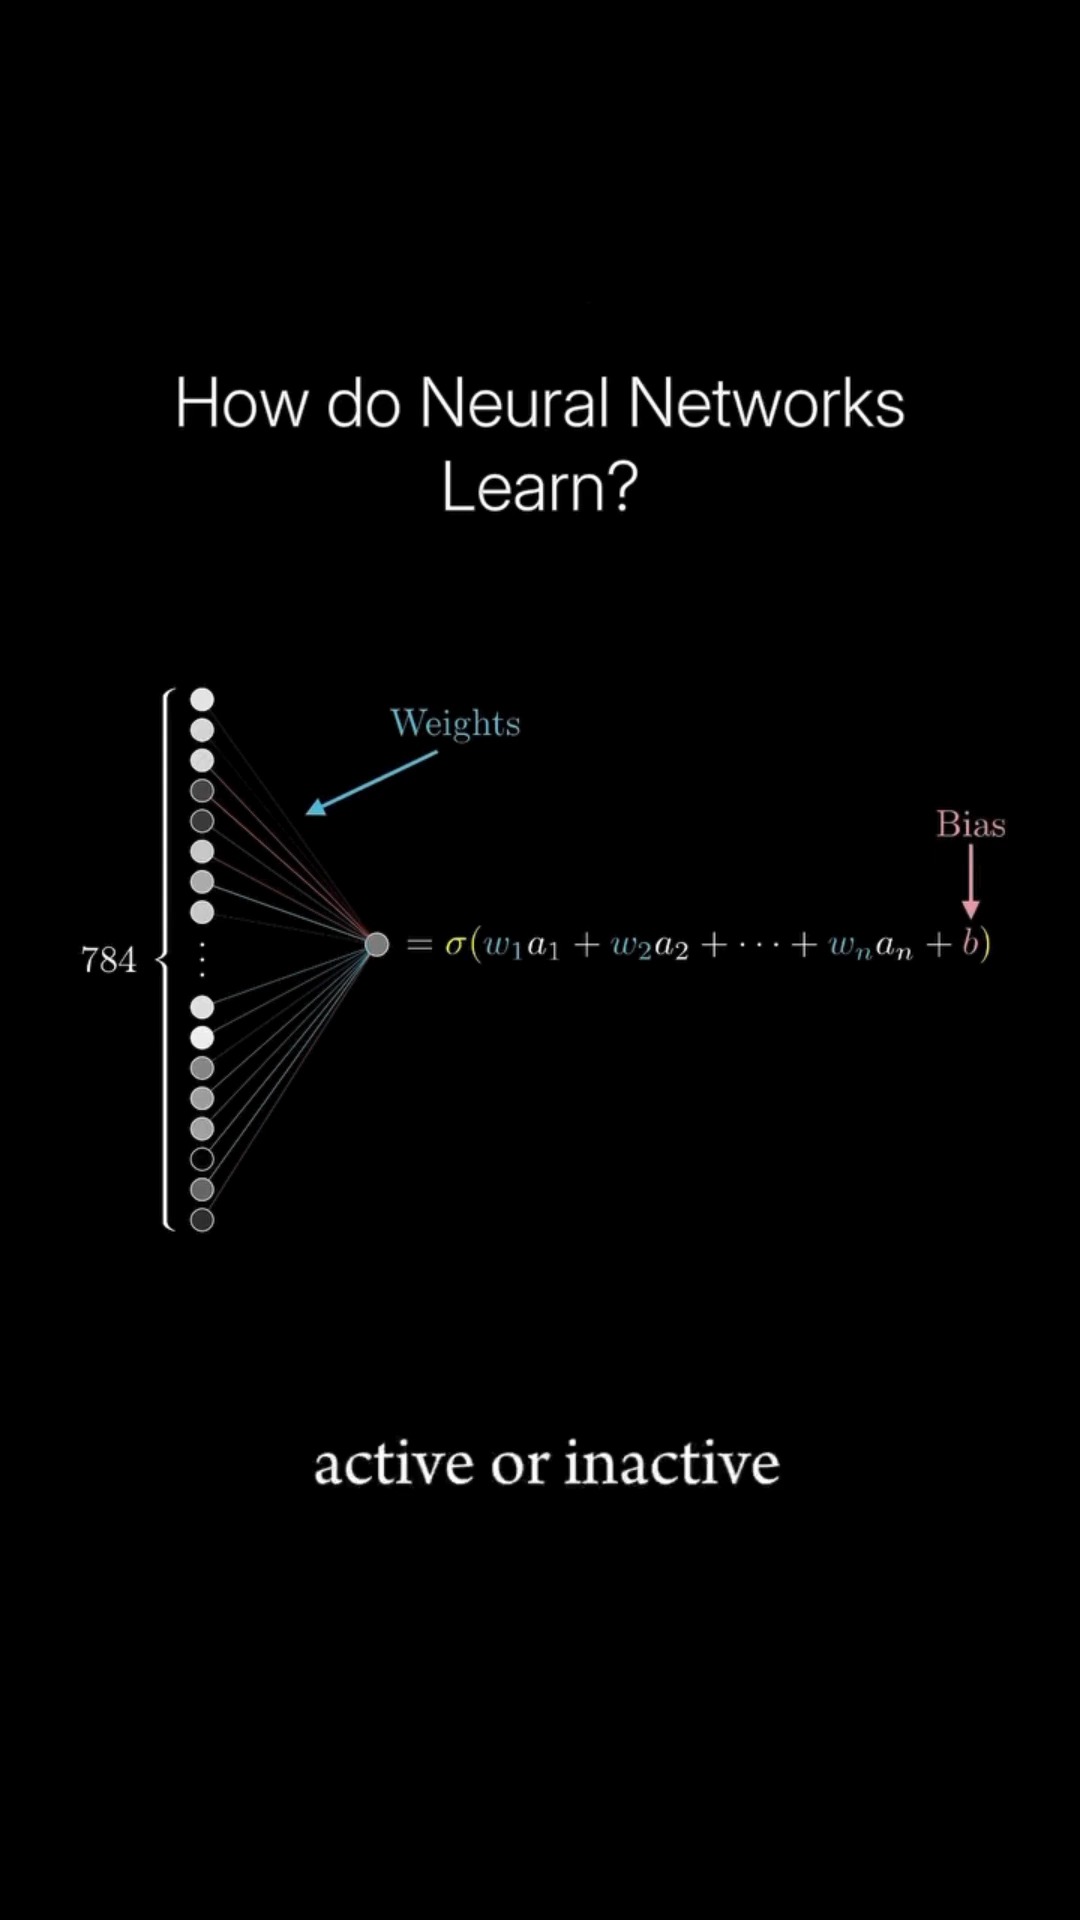 How do Neural Networks
Learn?
Weights
Bias
784
= σ(w₁a₁ + w₂a₂ + ⋯ + wₙaₙ + b)
active or inactive